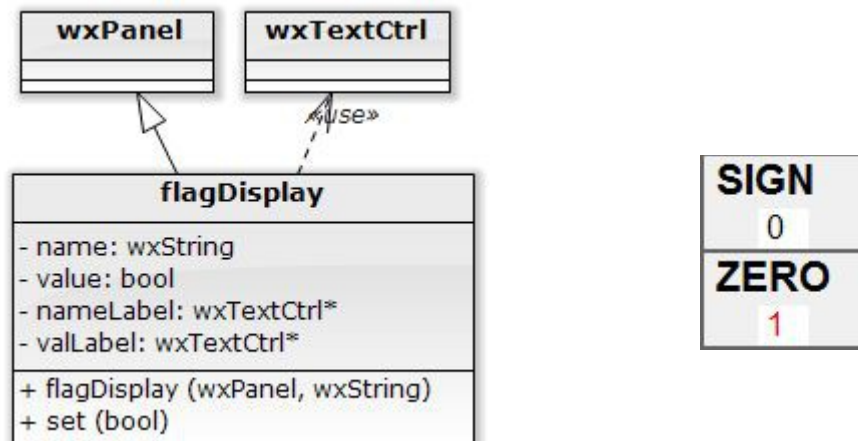 wxPanel
wxTextCtrl
«use»
flagDisplay
- name: wxString
- value: bool
- nameLabel: wxTextCtrl*
- valLabel: wxTextCtrl*
+ flagDisplay (wxPanel, wxString)
+ set (bool)
SIGN
0
ZERO
1